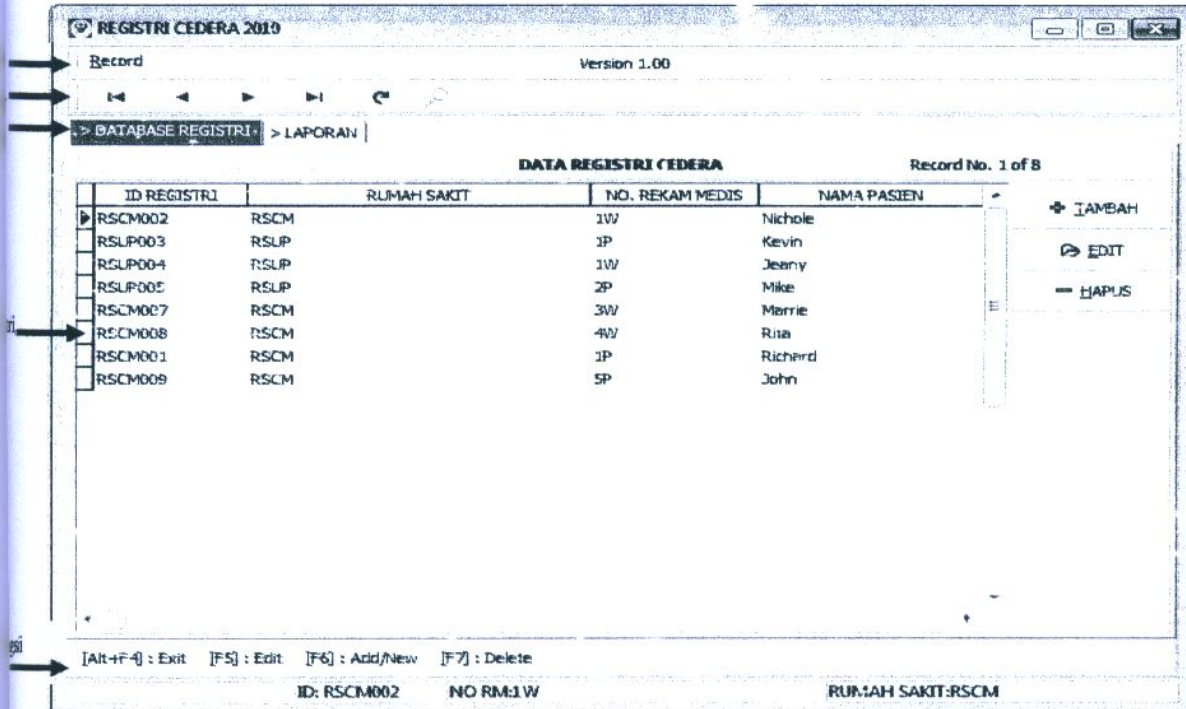 REGISTRI CEDERA 2010
Record Version 1.00
> DATABASE REGISTRI > LAPORAN
DATA REGISTRI CEDERA Record No. 1 of 8
ID REGISTRI RUMAH SAKIT NO. REKAM MEDIS NAMA PASIEN
RSCM002 RSCM 1W Nichole
RSUP003 RSUP 1P Kevin
RSUP004 RSUP 1W Jeany
RSUP005 RSUP 2P Mike
RSCM007 RSCM 3W Marrie
RSCM008 RSCM 4W Rita
RSCM001 RSCM 1P Richard
RSCM009 RSCM 5P John
TAMBAH
EDIT
HAPUS
[Alt+F4] : Exit [F5] : Edit [F6] : Add/New [F7] : Delete
ID: RSCM002 NO RM:1W RUMAH SAKIT:RSCM